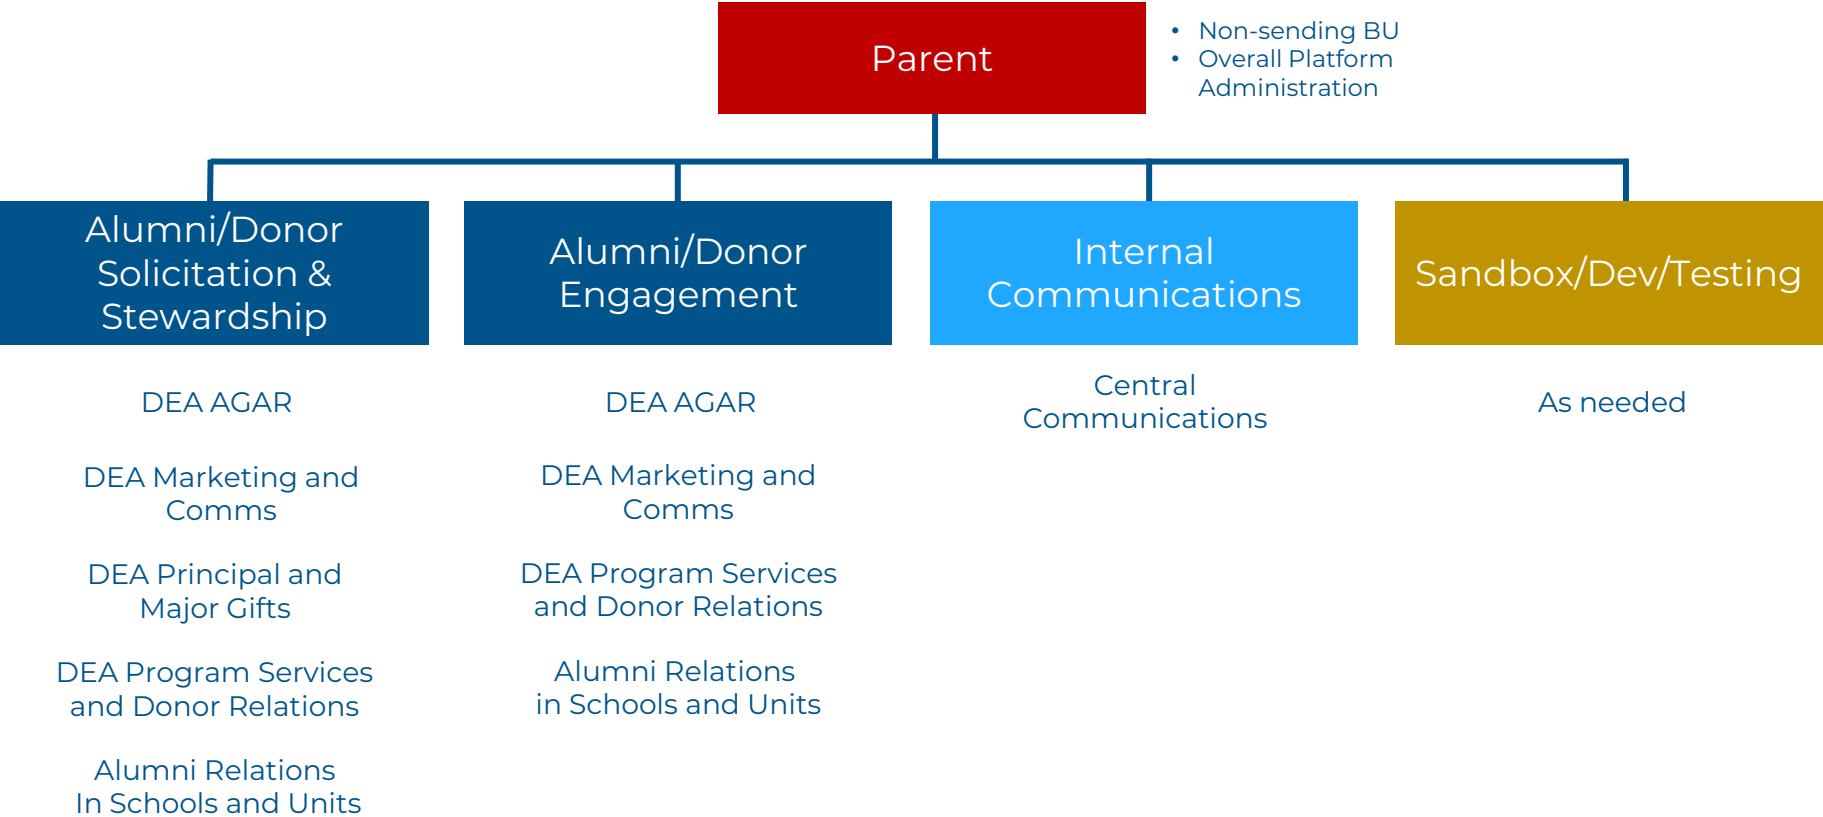 Parent
• Non-sending BU
• Overall Platform
Administration
Alumni/Donor
Solicitation &
Stewardship
Alumni/Donor
Engagement
Internal
Communications
Sandbox/Dev/Testing
DEA AGAR
DEA Marketing and
Comms
DEA Principal and
Major Gifts
DEA Program Services
and Donor Relations
Alumni Relations
In Schools and Units
DEA AGAR
DEA Marketing and
Comms
DEA Program Services
and Donor Relations
Alumni Relations
in Schools and Units
Central
Communications
As needed